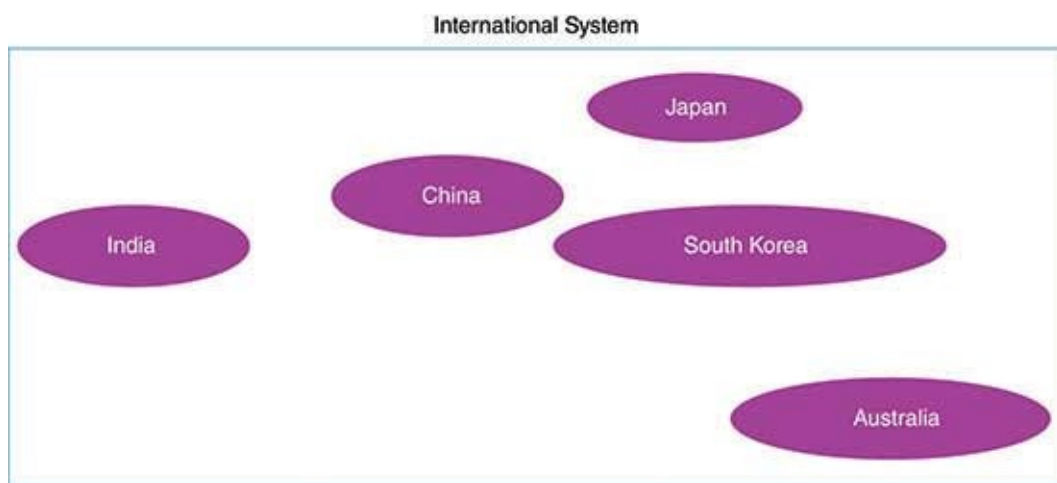 International System
Japan
China
India
South Korea
Australia